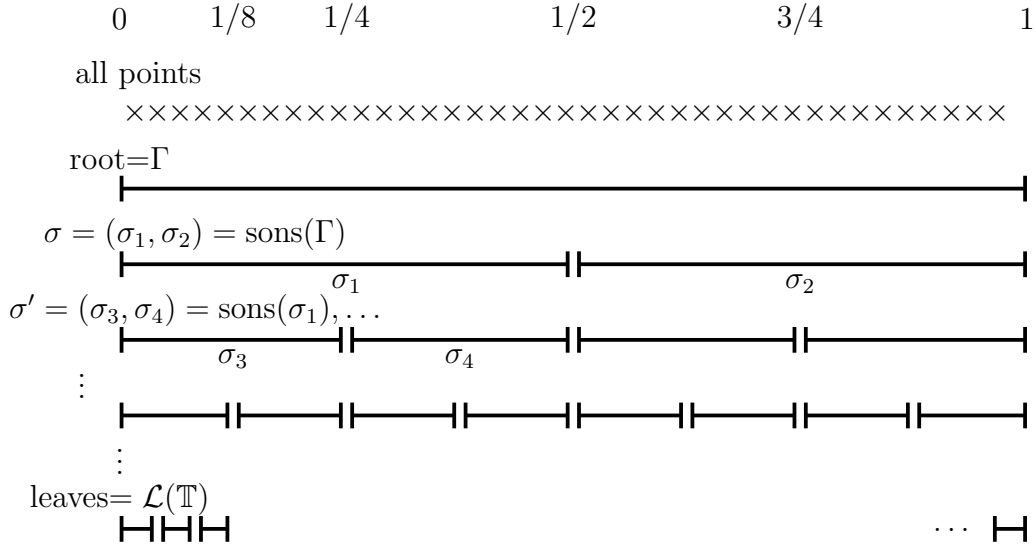 0 1/8 1/4 1/2 3/4 1
all points
××××××××××××××××××××××××××××××××××××××××
root=Γ
σ = (σ₁, σ₂) = sons(Γ)
σ₁ σ₂
σ′ = (σ₃, σ₄) = sons(σ₁), …
σ₃ σ₄
⋮
⋮
leaves= 𝓛(𝕋)
…